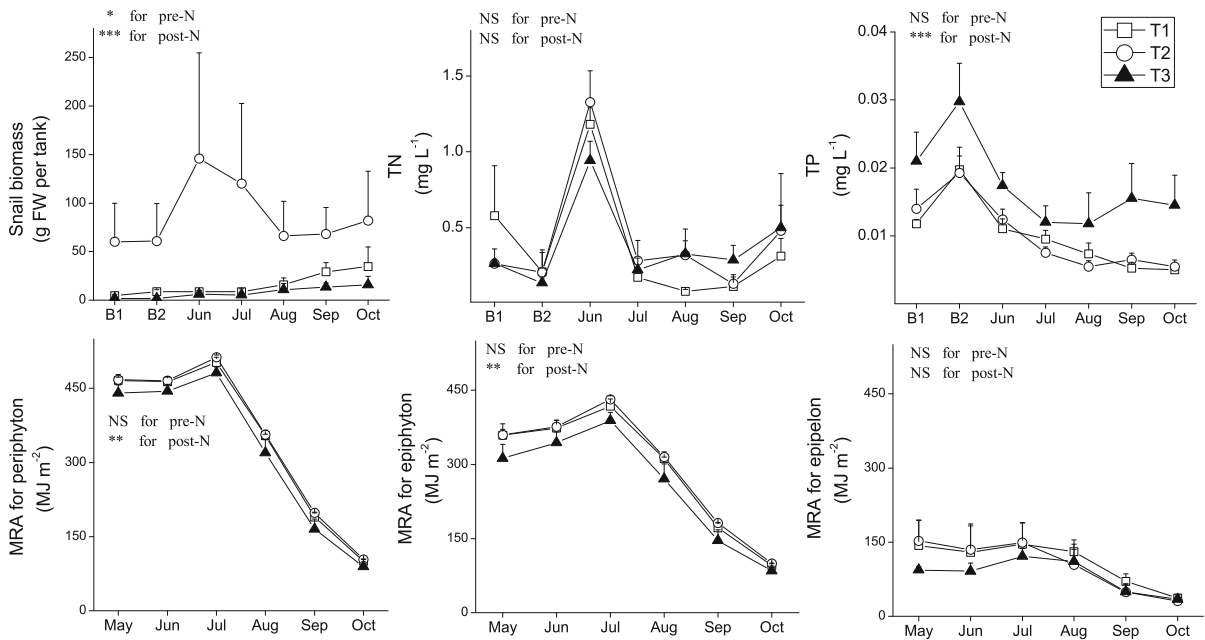 * for pre-N
*** for post-N
Snail biomass
(g FW per tank)
250
200
150
100
50
0
B1 B2 Jun Jul Aug Sep Oct
NS for pre-N
NS for post-N
TN
(mg L-1)
1.5
1.0
0.5
B1 B2 Jun Jul Aug Sep Oct
NS for pre-N
*** for post-N
TP
(mg L-1)
0.04
0.03
0.02
0.01
B1 B2 Jun Jul Aug Sep Oct
T1
T2
T3
MRA for periphyton
(MJ m-2)
450
300
150
0
NS for pre-N
** for post-N
May Jun Jul Aug Sep Oct
NS for pre-N
** for post-N
MRA for epiphyton
(MJ m-2)
450
300
150
0
May Jun Jul Aug Sep Oct
NS for pre-N
NS for post-N
MRA for epipelon
(MJ m-2)
450
300
150
0
May Jun Jul Aug Sep Oct